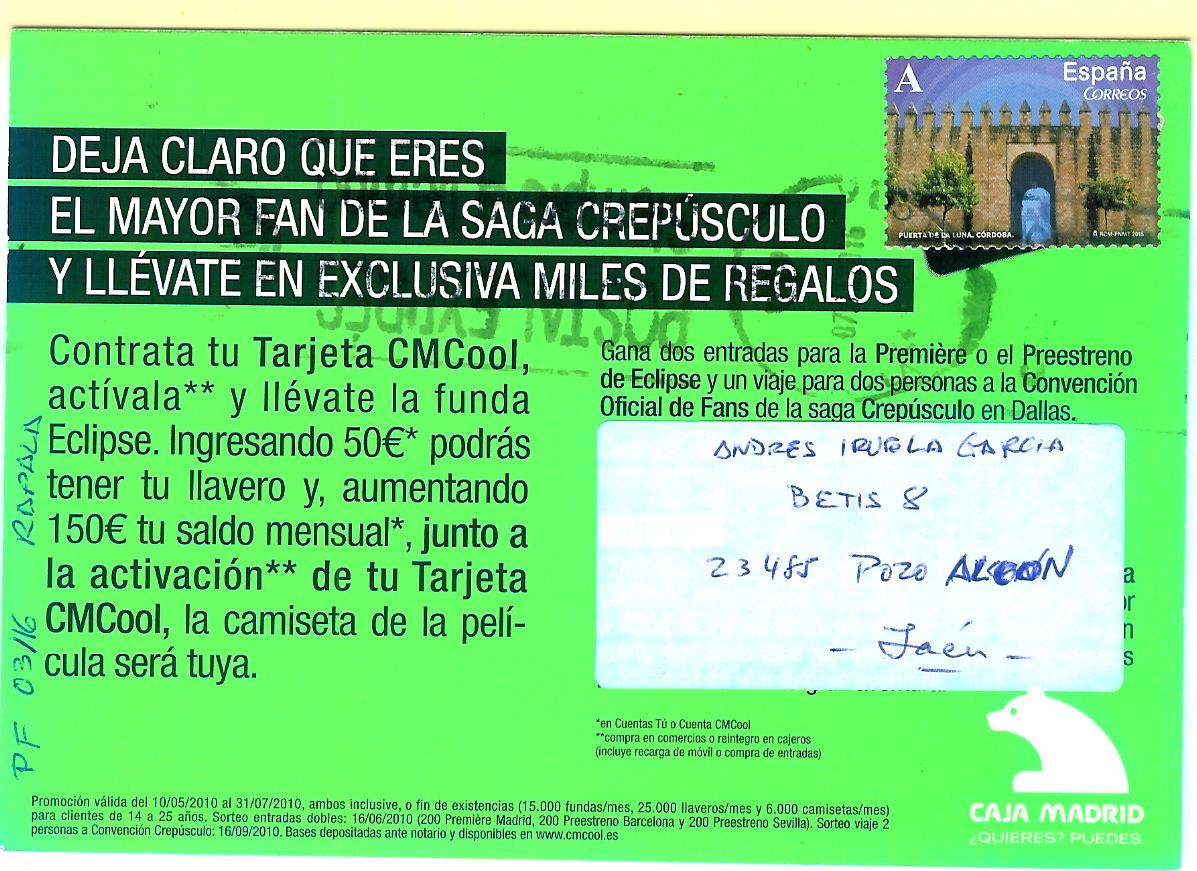 A España
CORREOS
PUERTA DE LA LUNA. CÓRDOBA. RCM-FNMT 2015
DEJA CLARO QUE ERES
EL MAYOR FAN DE LA SAGA CREPÚSCULO
Y LLÉVATE EN EXCLUSIVA MILES DE REGALOS
Contrata tu Tarjeta CMCool,
actívala** y llévate la funda
Eclipse. Ingresando 50€* podrás
tener tu llavero y, aumentando
150€ tu saldo mensual*, junto a
la activación** de tu Tarjeta
CMCool, la camiseta de la pelí-
cula será tuya.
Gana dos entradas para la Première o el Preestreno
de Eclipse y un viaje para dos personas a la Convención
Oficial de Fans de la saga Crepúsculo en Dallas.
ANDRES IRUELA GARCIA
BETIS 8
23485 POZO ALCÓN
- Jaén -
*en Cuentas Tú o Cuenta CMCool
**compra en comercios o reintegro en cajeros
(incluye recarga de móvil o compra de entradas)
PF 03/16 RAPALA
Promoción válida del 10/05/2010 al 31/07/2010, ambos inclusive, o fin de existencias (15.000 fundas/mes, 25.000 llaveros/mes y 6.000 camisetas/mes)
para clientes de 14 a 25 años. Sorteo entradas dobles: 16/06/2010 (200 Première Madrid, 200 Preestreno Barcelona y 200 Preestreno Sevilla). Sorteo viaje 2
personas a Convención Crepúsculo: 16/09/2010. Bases depositadas ante notario y disponibles en www.cmcool.es
CAJA MADRID
¿QUIERES? PUEDES.